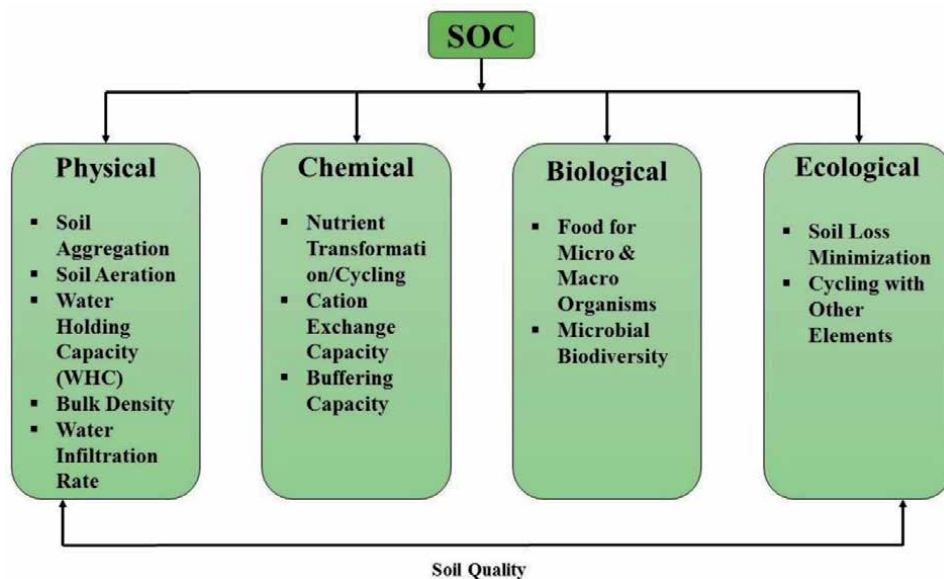 SOC
Physical
▪ Soil
Aggregation
▪ Soil Aeration
▪ Water
Holding
Capacity
(WHC)
▪ Bulk Density
▪ Water
Infiltration
Rate
Chemical
▪ Nutrient
Transformati
on/Cycling
▪ Cation
Exchange
Capacity
▪ Buffering
Capacity
Biological
▪ Food for
Micro &
Macro
Organisms
▪ Microbial
Biodiversity
Ecological
▪ Soil Loss
Minimization
▪ Cycling with
Other
Elements
Soil Quality